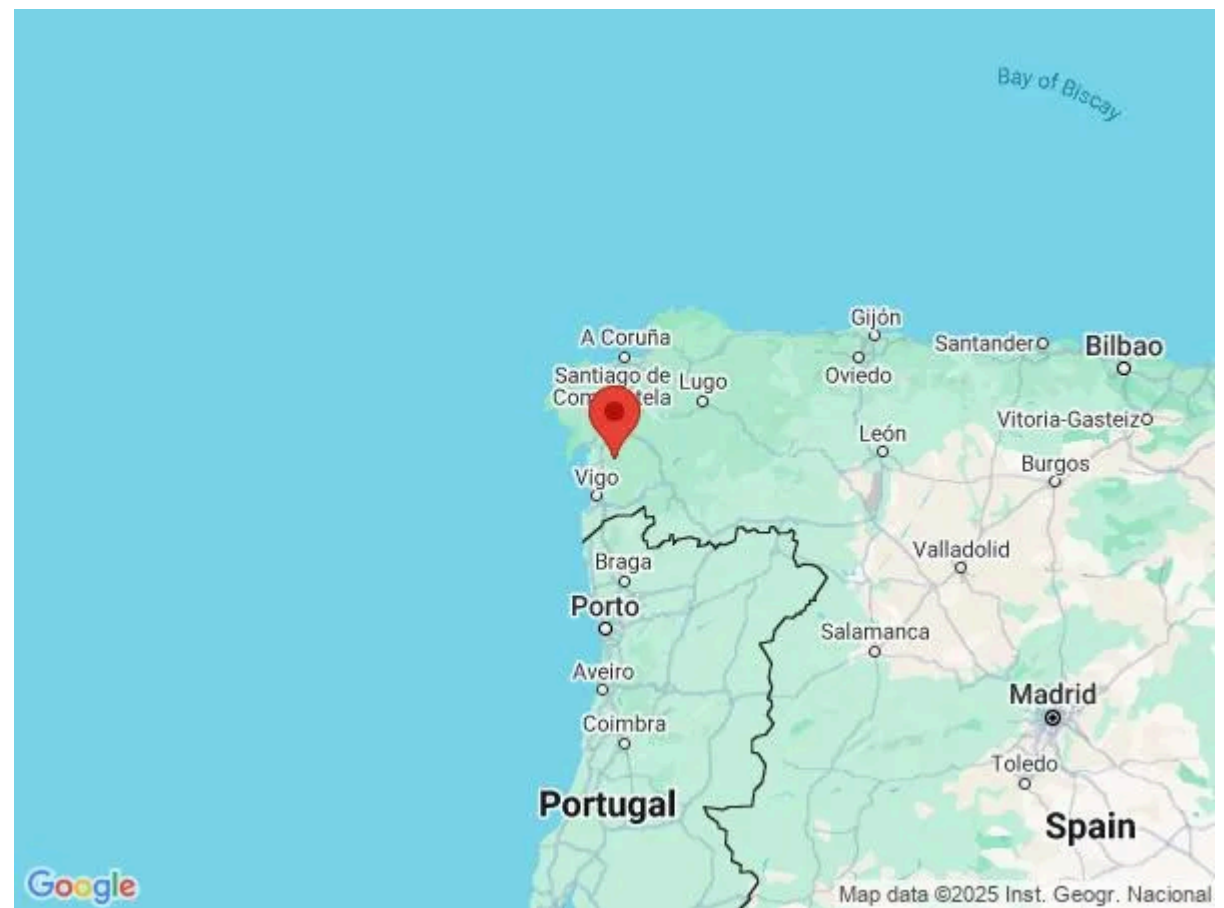 Bay of Biscay
Gijón
A Coruña
Santander
Bilbao
Santiago de
Lugo
Oviedo
Vitoria-Gasteiz
León
Burgos
Vigo
Valladolid
Braga
Porto
Salamanca
Aveiro
Madrid
Coimbra
Toledo
Portugal
Spain
Google
Map data ©2025 Inst. Geogr. Nacional